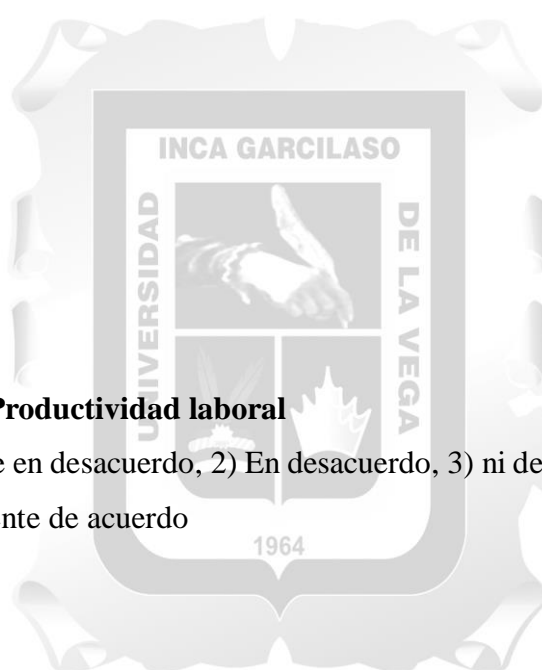 INCA GARCILASO
UNIVERSIDAD
DE LA VEGA
Productividad laboral
e en desacuerdo, 2) En desacuerdo, 3) ni de
ente de acuerdo
1964